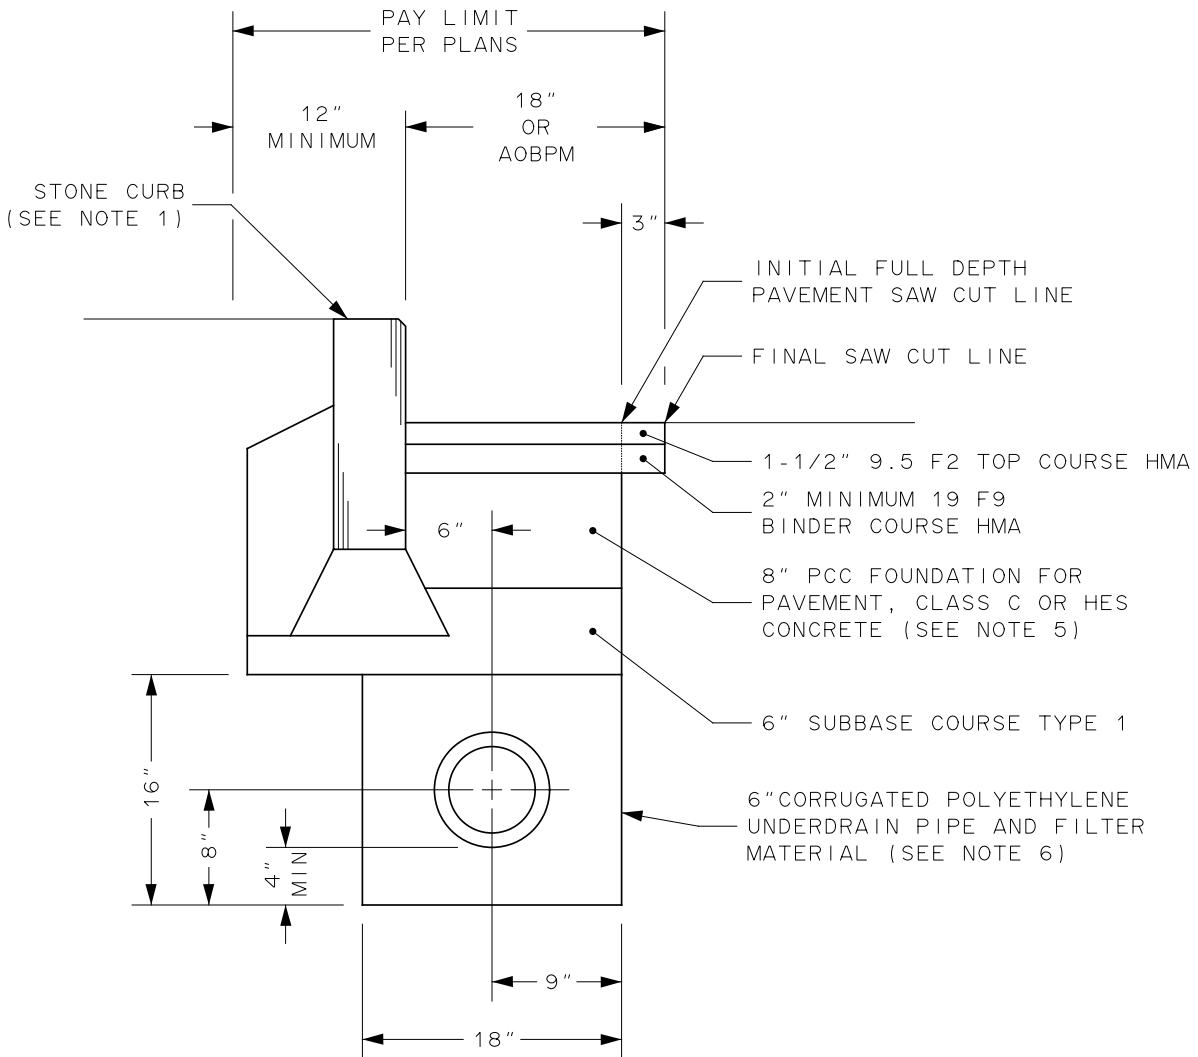 PAY LIMIT
PER PLANS
12"
MINIMUM
18"
OR
AOBPM
STONE CURB
(SEE NOTE 1)
3"
INITIAL FULL DEPTH
PAVEMENT SAW CUT LINE
FINAL SAW CUT LINE
1-1/2" 9.5 F2 TOP COURSE HMA
2" MINIMUM 19 F9
BINDER COURSE HMA
6"
8" PCC FOUNDATION FOR
PAVEMENT, CLASS C OR HES
CONCRETE (SEE NOTE 5)
6" SUBBASE COURSE TYPE 1
16"
8"
4"
MIN
6"CORRUGATED POLYETHYLENE
UNDERDRAIN PIPE AND FILTER
MATERIAL (SEE NOTE 6)
9"
18"